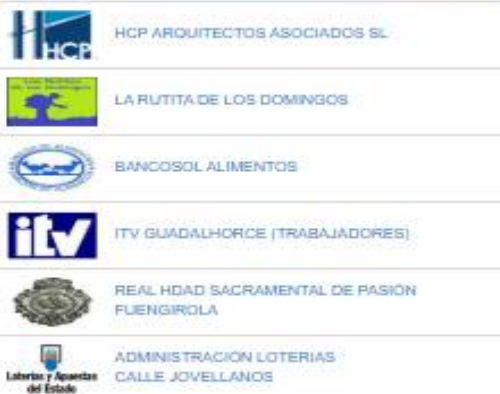 HCP
HCP ARQUITECTOS ASOCIADOS SL
LA RUTITA DE LOS DOMINGOS
BANCOSOL ALIMENTOS
itv
ITV GUADALHORCE (TRABAJADORES)
REAL HDAD SACRAMENTAL DE PASIÓN
FUENGIROLA
Loterías y Apuestas
del Estado
ADMINISTRACIÓN LOTERIAS
CALLE JOVELLANOS